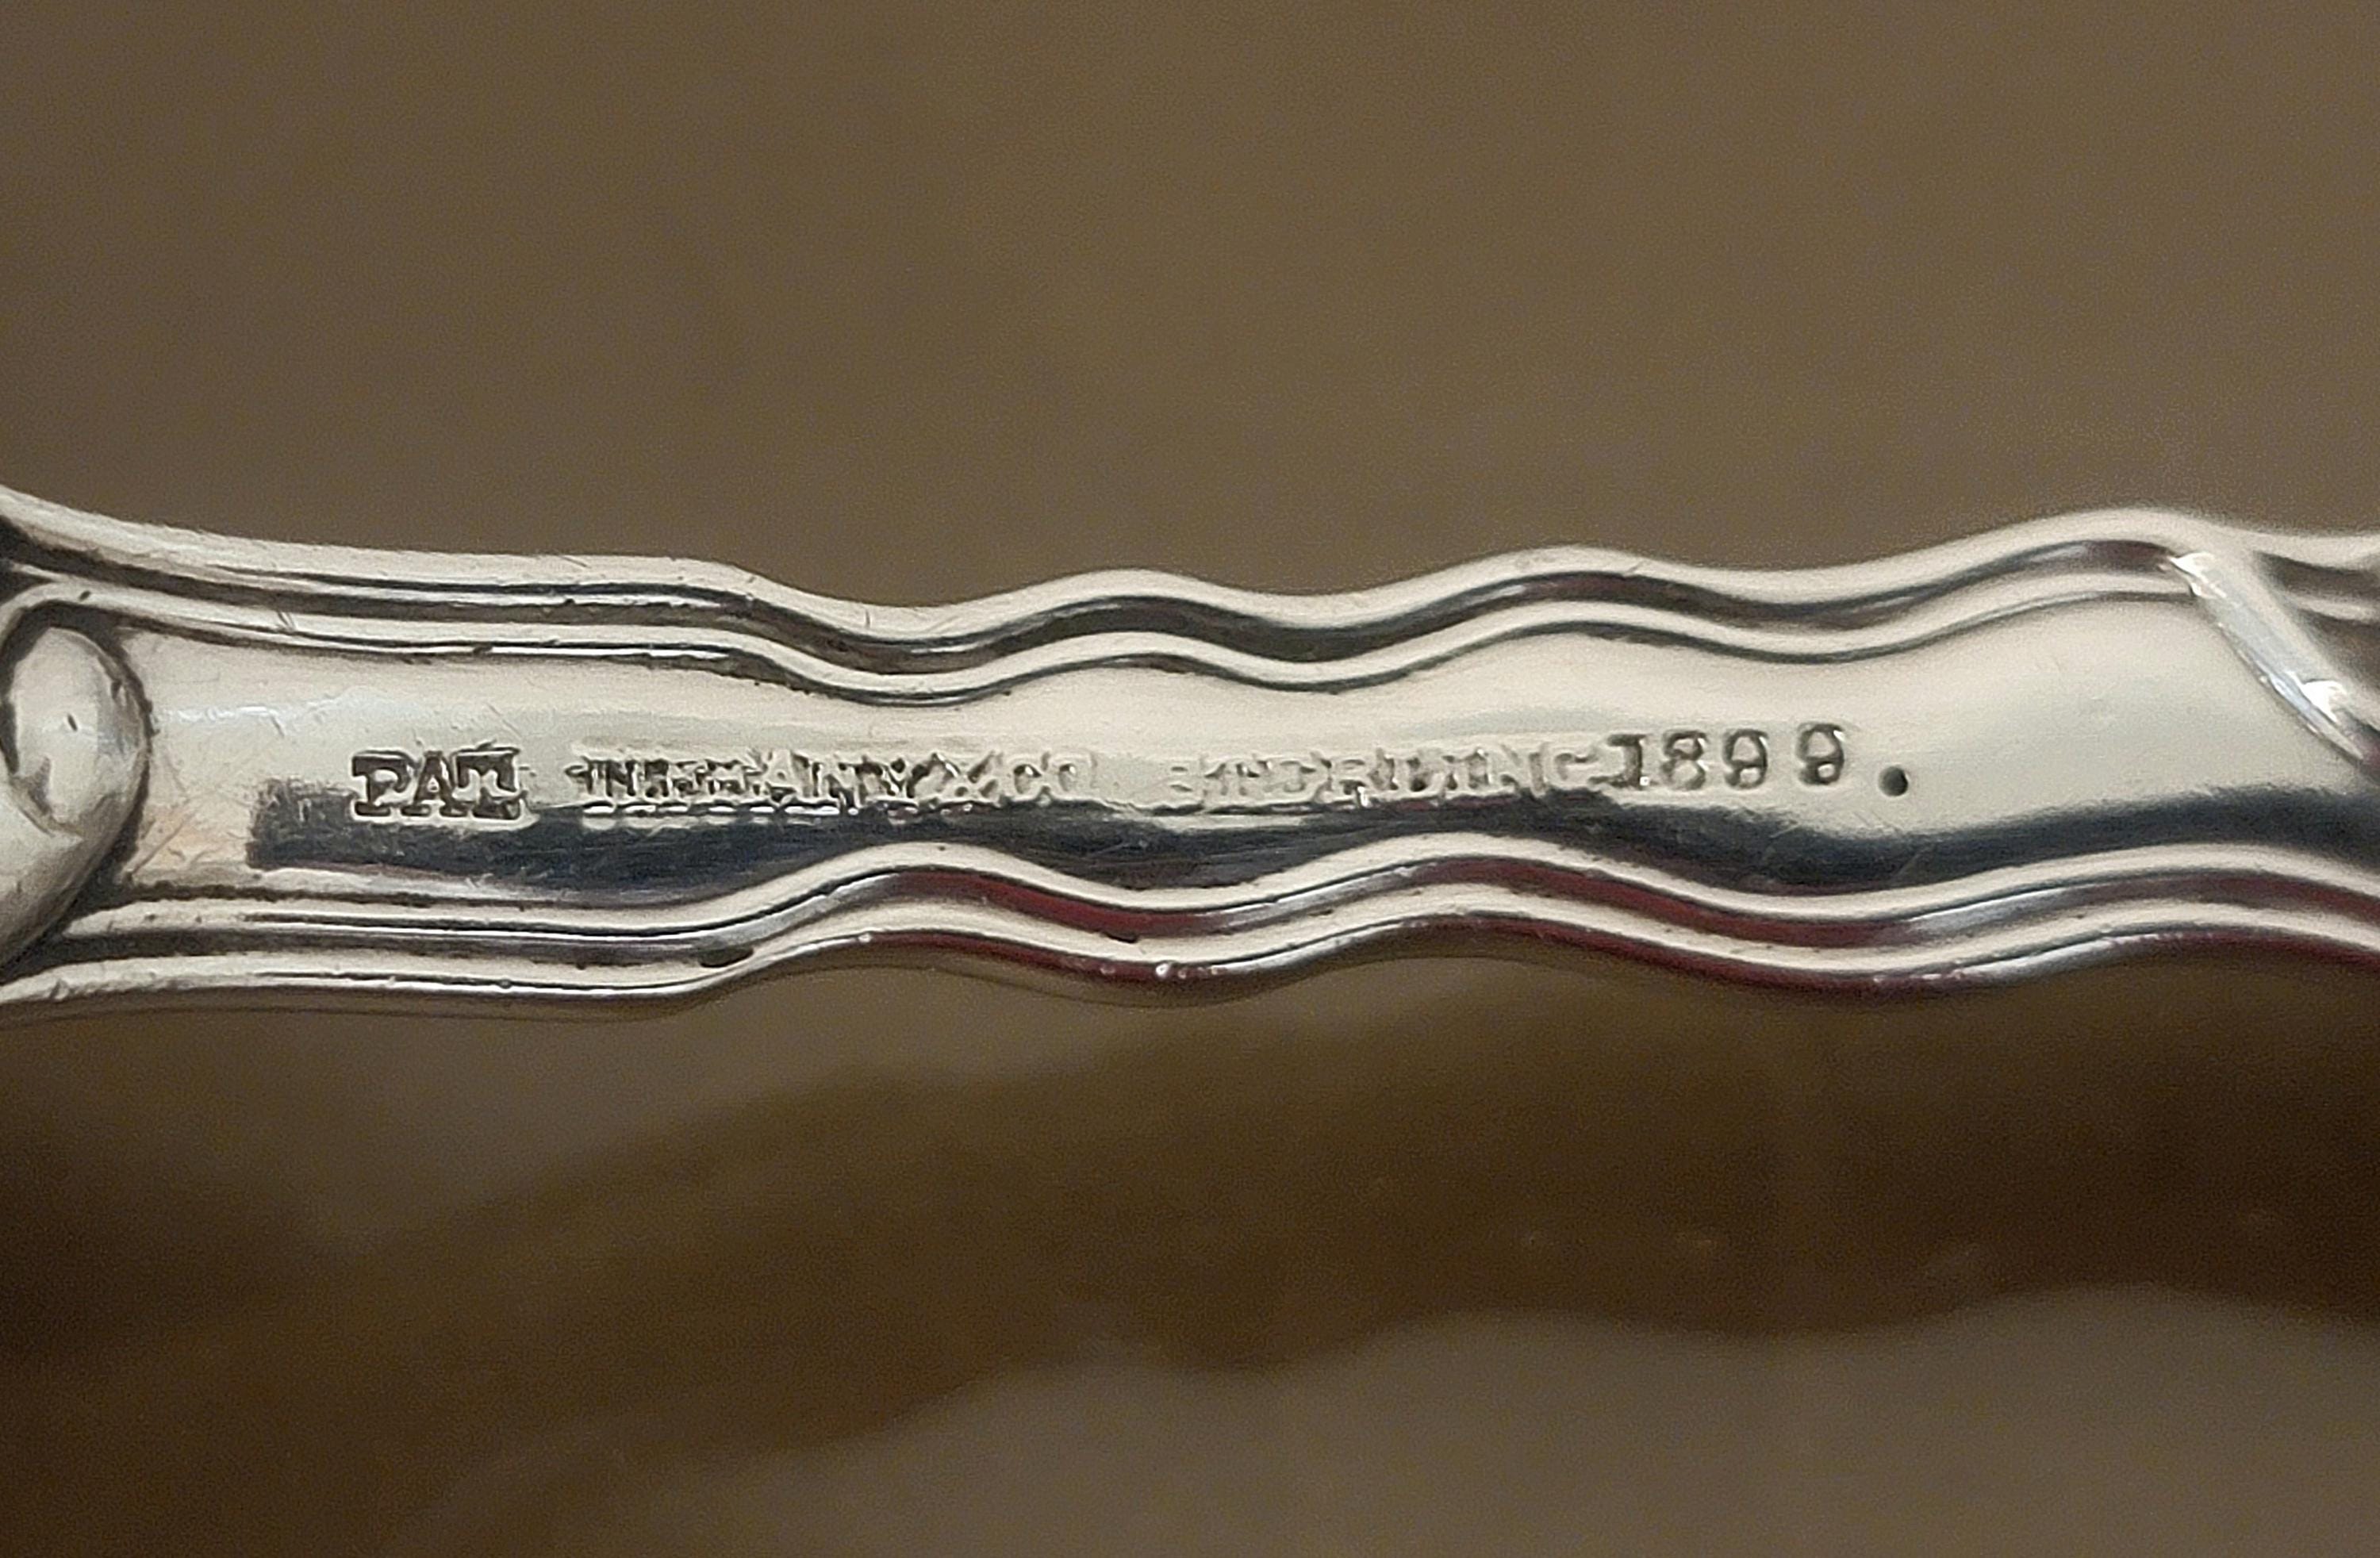 PAT TIFFANY & CO STERLING 1899.